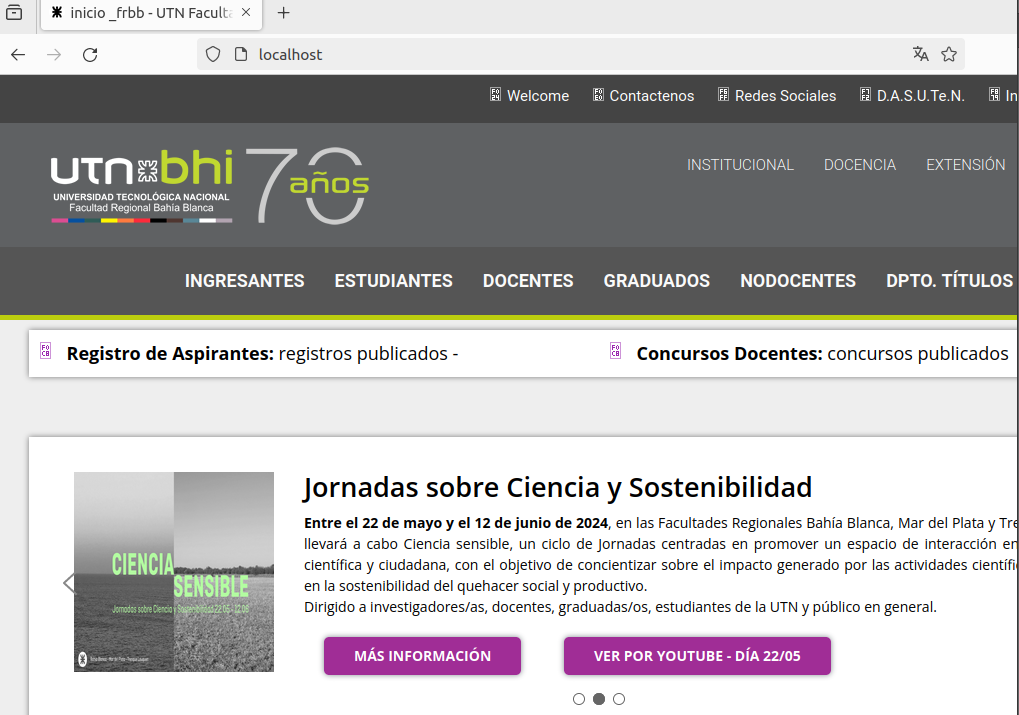 inicio _frbb - UTN Faculta
localhost
Welcome Contactenos Redes Sociales D.A.S.U.Te.N. In
utn bhi 70 años
UNIVERSIDAD TECNOLÓGICA NACIONAL
Facultad Regional Bahía Blanca
INSTITUCIONAL DOCENCIA EXTENSIÓN
INGRESANTES ESTUDIANTES DOCENTES GRADUADOS NODOCENTES DPTO. TÍTULOS
Registro de Aspirantes: registros publicados -
Concursos Docentes: concursos publicados
Jornadas sobre Ciencia y Sostenibilidad
Entre el 22 de mayo y el 12 de junio de 2024, en las Facultades Regionales Bahía Blanca, Mar del Plata y Tre
llevará a cabo Ciencia sensible, un ciclo de Jornadas centradas en promover un espacio de interacción en
científica y ciudadana, con el objetivo de concientizar sobre el impacto generado por las actividades científi
en la sostenibilidad del quehacer social y productivo.
Dirigido a investigadores/as, docentes, graduadas/os, estudiantes de la UTN y público en general.
CIENCIA
SENSIBLE
Jornadas sobre Ciencia y Sostenibilidad 22.05 - 12.06
MÁS INFORMACIÓN
VER POR YOUTUBE - DÍA 22/05